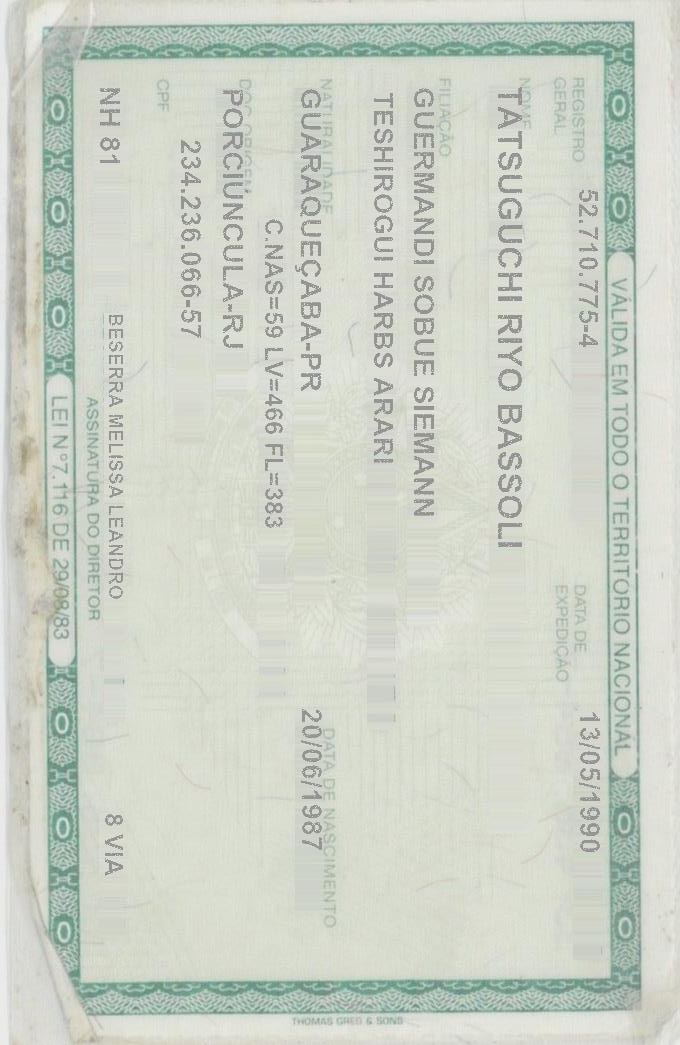 VÁLIDA EM TODO O TERRITÓRIO NACIONAL
REGISTRO GERAL 52.710.775-4 DATA DE EXPEDIÇÃO 13/05/1990
NOME
TATSUGUCHI RIYO BASSOLI
FILIAÇÃO
GUERMANDI SOBUE SIEMANN
TESHIROGUI HARBS ARARI
NATURALIDADE DATA DE NASCIMENTO
GUARAQUEÇABA-PR 20/06/1987
C.NAS=59 LV=466 FL=383
DOC ORIGEM
PORCIÚNCULA-RJ
234.236.066-57
CPF
NH 81 BESERRA MELISSA LEANDRO 8 VIA
ASSINATURA DO DIRETOR
LEI Nº7.116 DE 29/08/83
THOMAS GREG & SONS